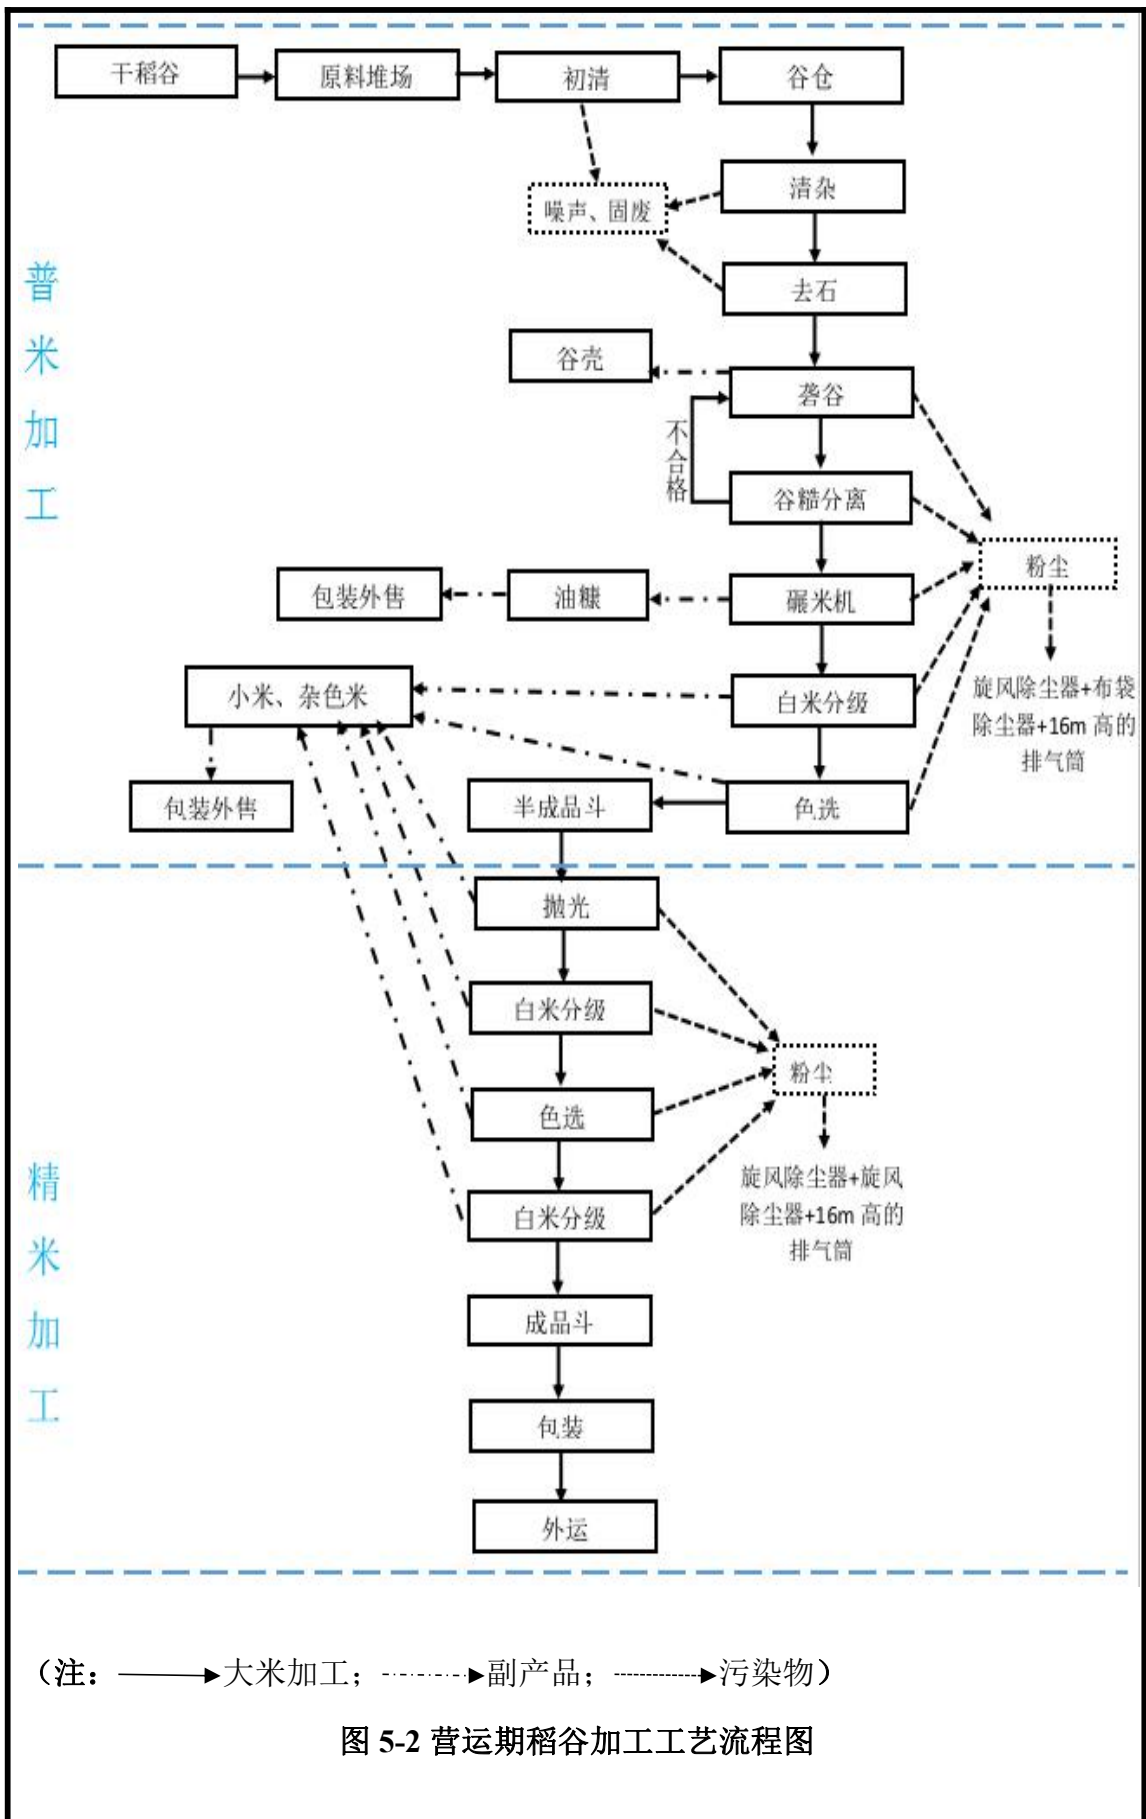 干稻谷
原料堆场
初清
谷仓
清杂
噪声、固废
去石
谷壳
砻谷
不合格
谷糙分离
粉尘
包装外售
油糠
碾米机
小米、杂色米
白米分级
旋风除尘器+布袋
除尘器+16m 高的
排气筒
包装外售
半成品斗
色选
普米加工
抛光
白米分级
粉尘
色选
旋风除尘器+旋风
除尘器+16m 高的
排气筒
白米分级
成品斗
包装
外运
精米加工
（注：大米加工；副产品；污染物）
图 5-2 营运期稻谷加工工艺流程图